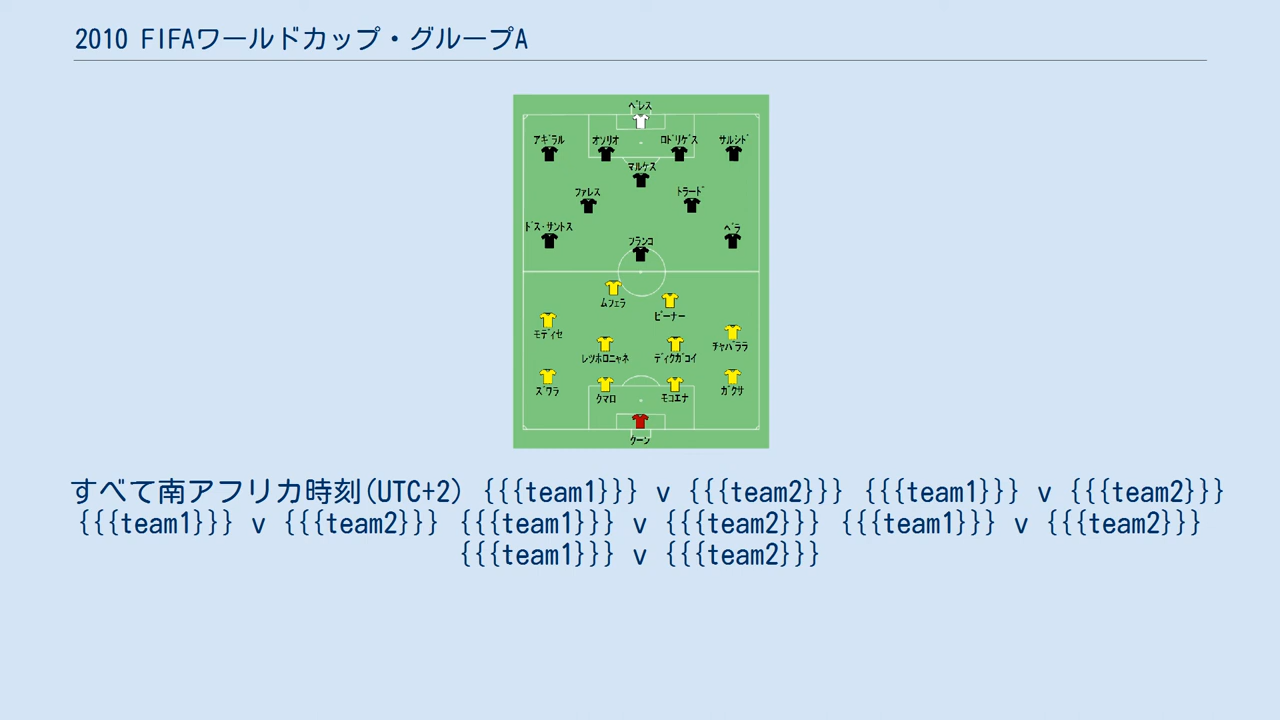 2010 FIFAワールドカップ・グループA
ペレス
アギラル オソリオ ロドリゲス サルシド
マルケス
ファレス トラード
ドス・サントス ベラ
フランコ
ムフェラ
ピーナー
モディセ
チャバララ
レツホロニャネ ディクガコイ
ズワラ クマロ モコエナ ガクサ
クーン
すべて南アフリカ時刻(UTC+2) {{{team1}}} v {{{team2}}} {{{team1}}} v {{{team2}}}
{{{team1}}} v {{{team2}}} {{{team1}}} v {{{team2}}} {{{team1}}} v {{{team2}}}
{{{team1}}} v {{{team2}}}